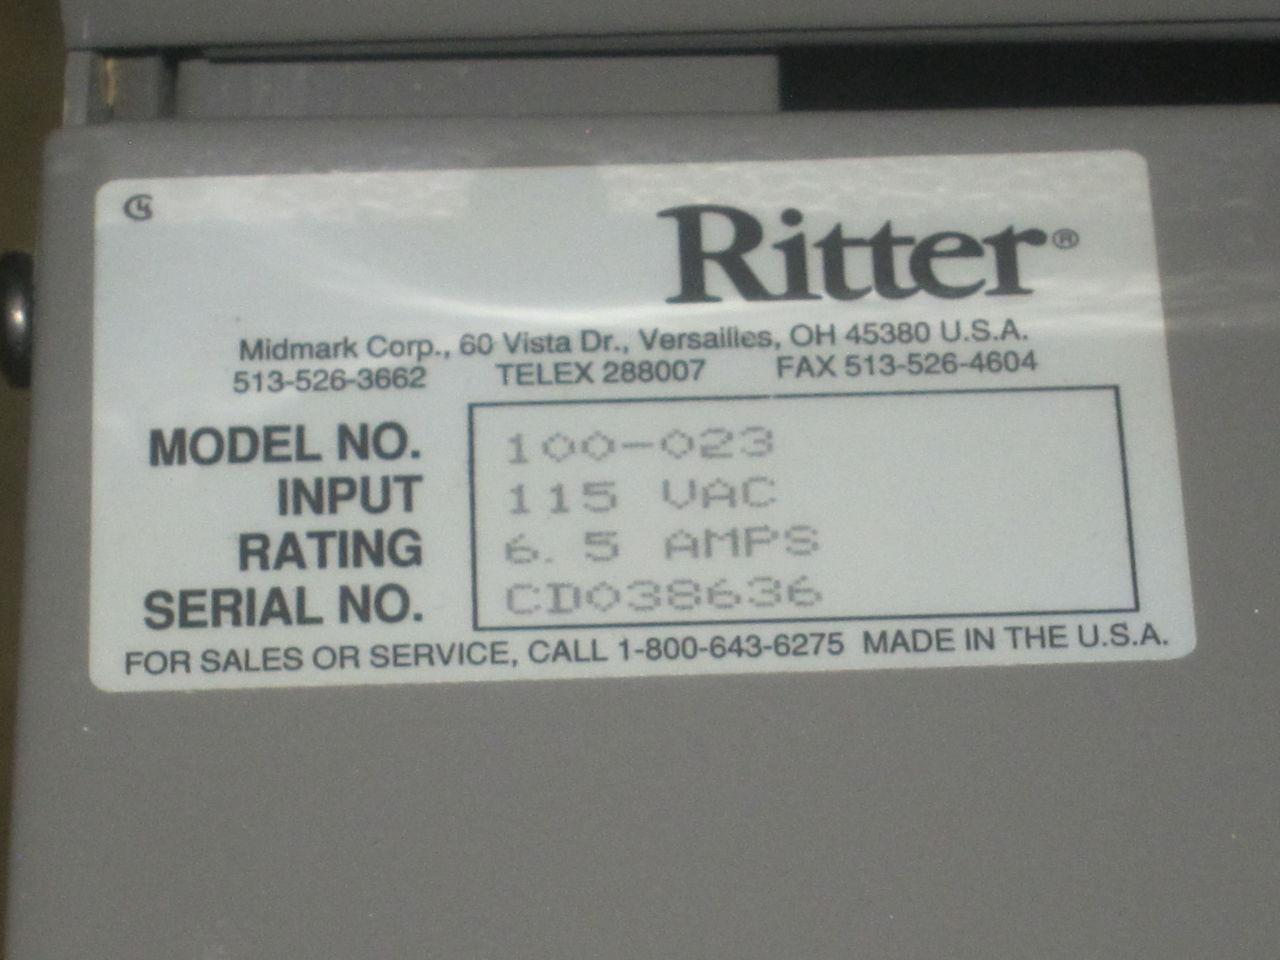 Ritter®
Midmark Corp., 60 Vista Dr., Versailles, OH 45380 U.S.A.
513-526-3662 TELEX 288007 FAX 513-526-4604
MODEL NO. 100-023
INPUT 115 VAC
RATING 6.5 AMPS
SERIAL NO. CD038636
FOR SALES OR SERVICE, CALL 1-800-643-6275 MADE IN THE U.S.A.